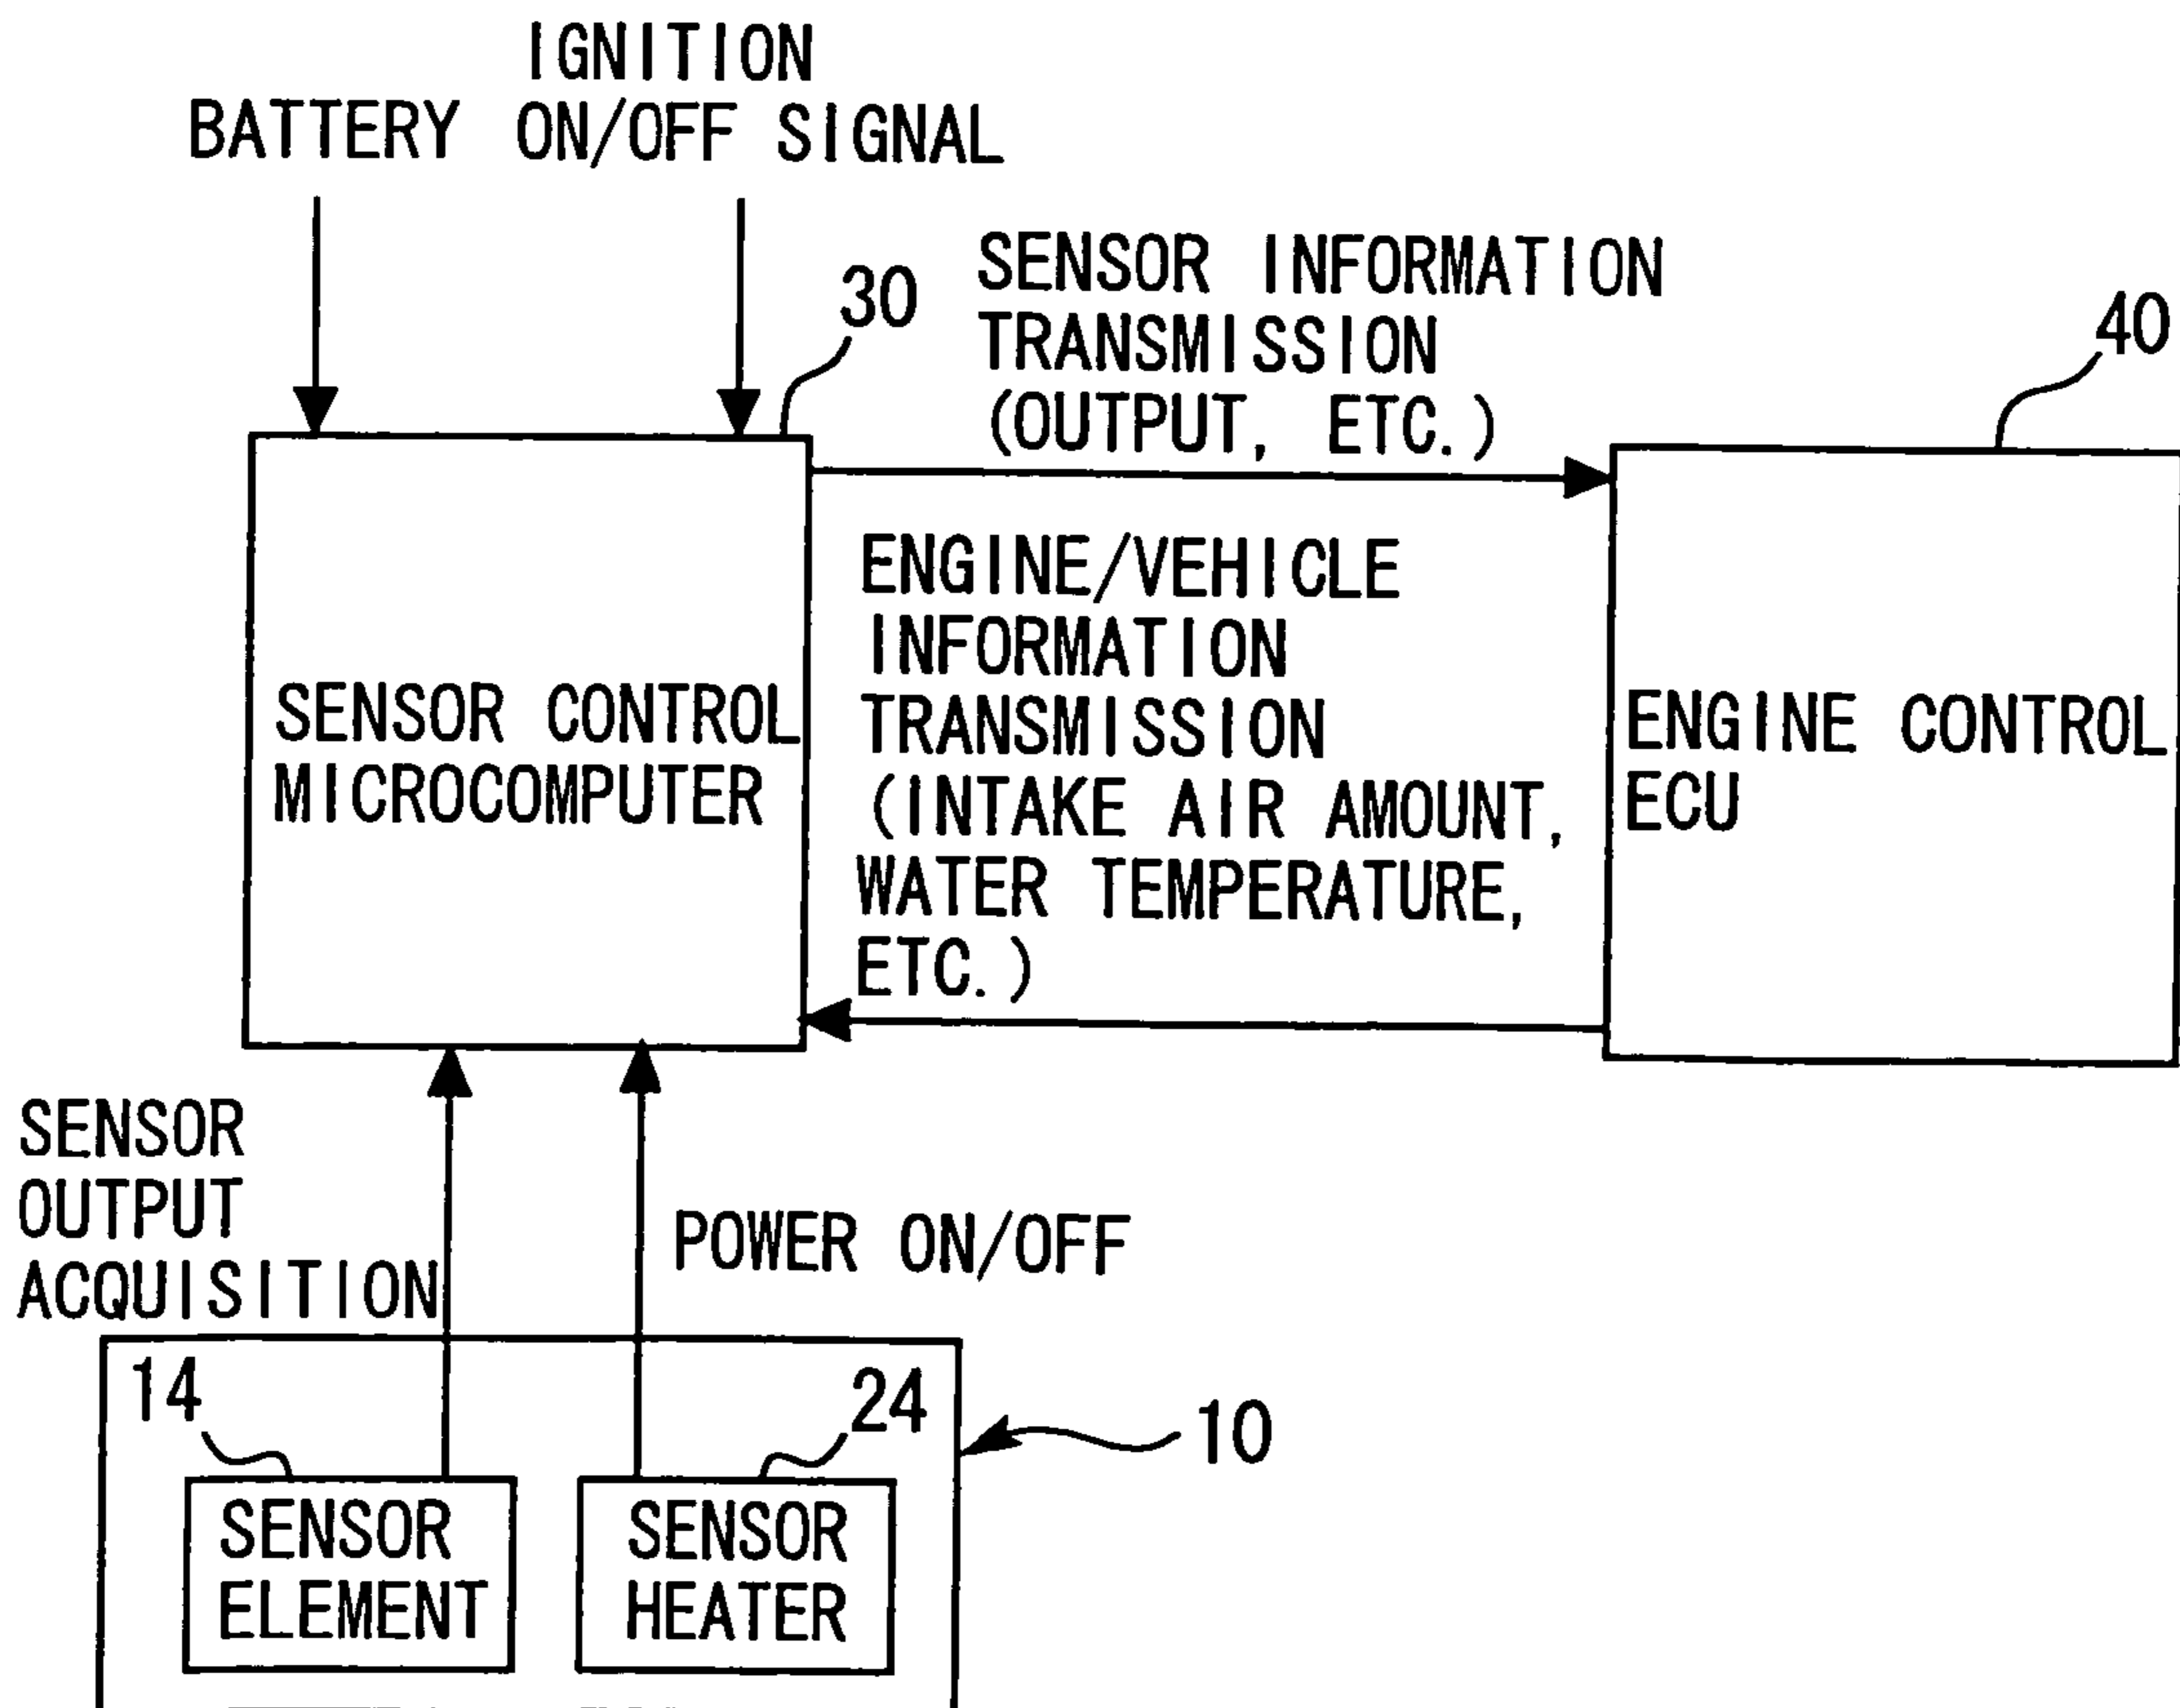 IGNITION
BATTERY ON/OFF SIGNAL
30
SENSOR INFORMATION
TRANSMISSION
(OUTPUT, ETC.)
40
ENGINE/VEHICLE
INFORMATION
TRANSMISSION
(INTAKE AIR AMOUNT,
WATER TEMPERATURE,
ETC.)
SENSOR CONTROL
MICROCOMPUTER
ENGINE CONTROL
ECU
SENSOR
OUTPUT
ACQUISITION
POWER ON/OFF
14
24
10
SENSOR
ELEMENT
SENSOR
HEATER